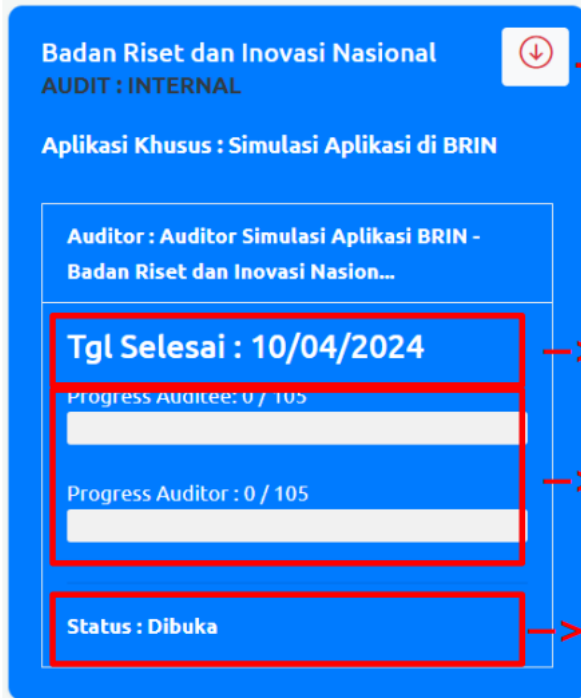 Badan Riset dan Inovasi Nasional
AUDIT : INTERNAL
Aplikasi Khusus : Simulasi Aplikasi di BRIN
Auditor : Auditor Simulasi Aplikasi BRIN -
Badan Riset dan Inovasi Nasion...
Tgl Selesai : 10/04/2024
Progress Auditee: 0 / 105
Progress Auditor : 0 / 105
Status : Dibuka